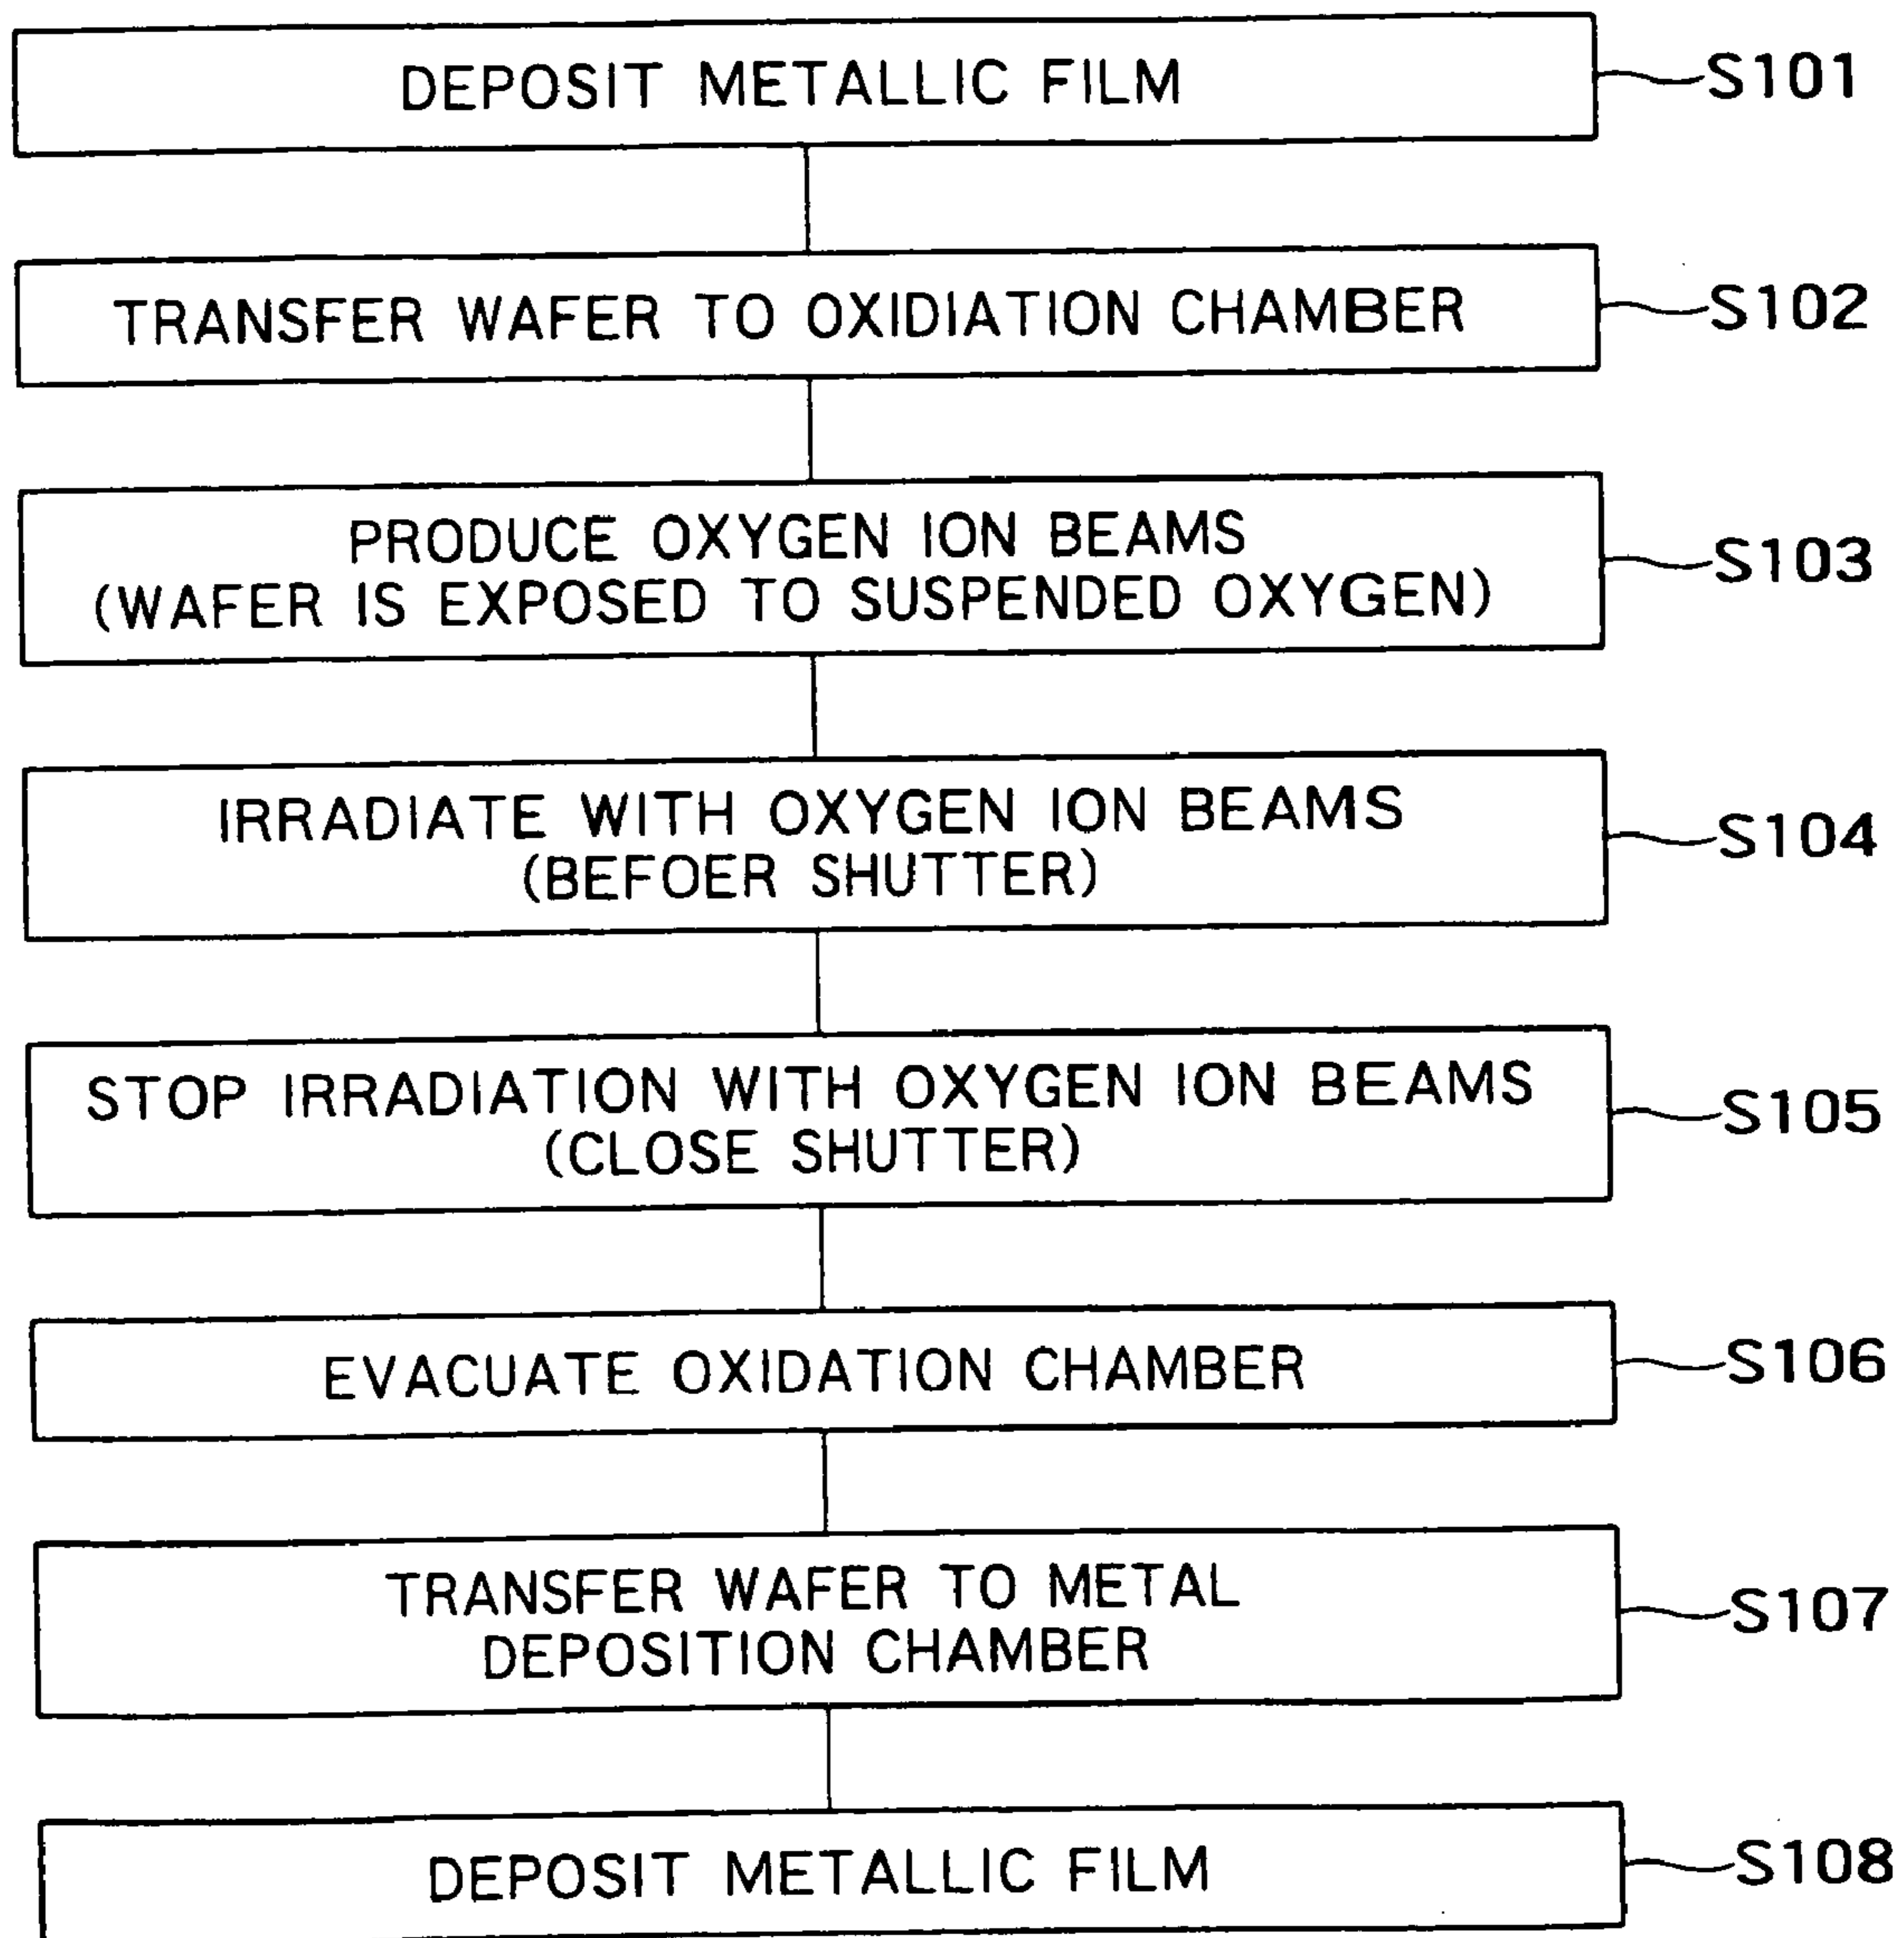 DEPOSIT METALLIC FILM
S101
TRANSFER WAFER TO OXIDIATION CHAMBER
S102
PRODUCE OXYGEN ION BEAMS
(WAFER IS EXPOSED TO SUSPENDED OXYGEN)
S103
IRRADIATE WITH OXYGEN ION BEAMS
(BEFOER SHUTTER)
S104
STOP IRRADIATION WITH OXYGEN ION BEAMS
(CLOSE SHUTTER)
S105
EVACUATE OXIDATION CHAMBER
S106
TRANSFER WAFER TO METAL
DEPOSITION CHAMBER
S107
DEPOSIT METALLIC FILM
S108